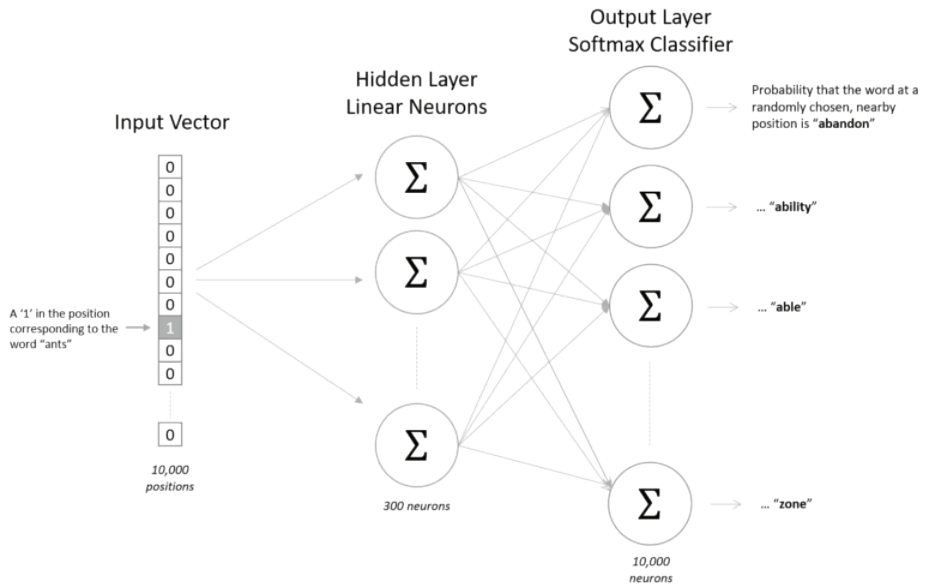 Output Layer
Softmax Classifier
Hidden Layer
Linear Neurons
Input Vector
Probability that the word at a
randomly chosen, nearby
position is “abandon”
Σ
Σ
Σ
Σ
Σ
Σ
Σ
... “ability”
... “able”
... “zone”
0
0
0
0
0
0
0
1
0
0
0
A ‘1’ in the position
corresponding to the
word “ants”
10,000
positions
300 neurons
10,000
neurons